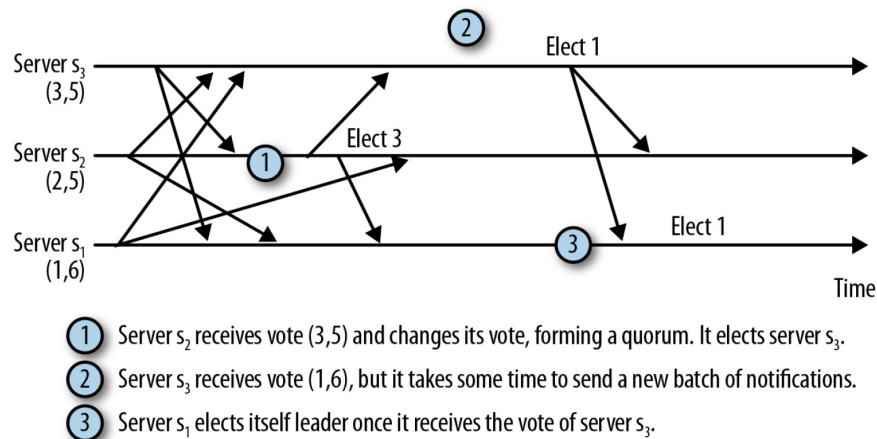 2
Elect 1
Server s₃
(3,5)
Elect 3
Server s₂
1
(2,5)
Server s₁
3
Elect 1
(1,6)
Time
1 Server s₂ receives vote (3,5) and changes its vote, forming a quorum. It elects server s₃.
2 Server s₃ receives vote (1,6), but it takes some time to send a new batch of notifications.
3 Server s₁ elects itself leader once it receives the vote of server s₃.